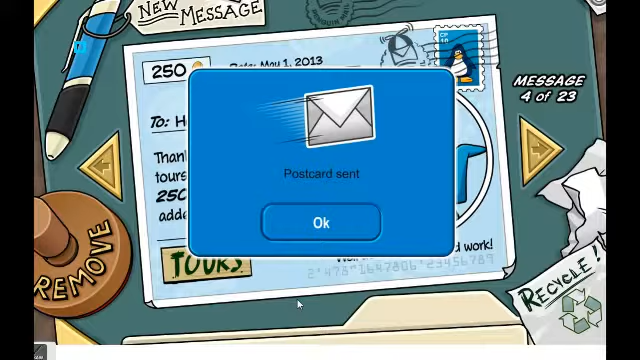 NEW MESSAGE
250
Date: May 1, 2013
CP
MESSAGE
4 of 23
To: H
Than
tours
250
adde
Postcard sent
Ok
work!
TOURS
REMOVE
RECYCLE!